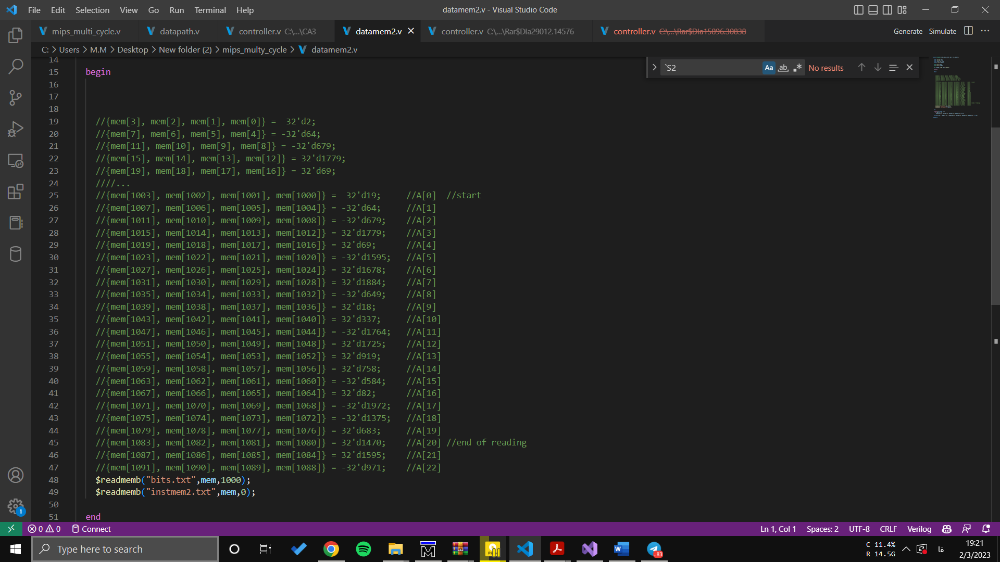 File Edit Selection View Go Run Terminal Help
datamem2.v - Visual Studio Code
mips_multi_cycle.v datapath.v controller.v C:\...\CA3 datamem2.v controller.v C:\...\Rar$DIa29012.14576 controller.v C:\...\Rar$DIa15896.30838 Generate Simulate
C: > Users > M.M > Desktop > New folder (2) > mips_multy_cycle > datamem2.v
`S2 Aa ab No results
14
15 begin
16
17
18
19 //{mem[3], mem[2], mem[1], mem[0]} =  32'd2;
20 //{mem[7], mem[6], mem[5], mem[4]} = -32'd64;
21 //{mem[11], mem[10], mem[9], mem[8]} = -32'd679;
22 //{mem[15], mem[14], mem[13], mem[12]} = 32'd1779;
23 //{mem[19], mem[18], mem[17], mem[16]} = 32'd69;
24 ////...
25 //{mem[1003], mem[1002], mem[1001], mem[1000]} =  32'd19; //A[0] //start
26 //{mem[1007], mem[1006], mem[1005], mem[1004]} = -32'd64; //A[1]
27 //{mem[1011], mem[1010], mem[1009], mem[1008]} = -32'd679; //A[2]
28 //{mem[1015], mem[1014], mem[1013], mem[1012]} = 32'd1779; //A[3]
29 //{mem[1019], mem[1018], mem[1017], mem[1016]} = 32'd69; //A[4]
30 //{mem[1023], mem[1022], mem[1021], mem[1020]} = -32'd1595; //A[5]
31 //{mem[1027], mem[1026], mem[1025], mem[1024]} = 32'd1678; //A[6]
32 //{mem[1031], mem[1030], mem[1029], mem[1028]} = 32'd1884; //A[7]
33 //{mem[1035], mem[1034], mem[1033], mem[1032]} = -32'd649; //A[8]
34 //{mem[1039], mem[1038], mem[1037], mem[1036]} = 32'd18; //A[9]
35 //{mem[1043], mem[1042], mem[1041], mem[1040]} = 32'd337; //A[10]
36 //{mem[1047], mem[1046], mem[1045], mem[1044]} = -32'd1764; //A[11]
37 //{mem[1051], mem[1050], mem[1049], mem[1048]} = 32'd1725; //A[12]
38 //{mem[1055], mem[1054], mem[1053], mem[1052]} = 32'd919; //A[13]
39 //{mem[1059], mem[1058], mem[1057], mem[1056]} = 32'd758; //A[14]
40 //{mem[1063], mem[1062], mem[1061], mem[1060]} = -32'd584; //A[15]
41 //{mem[1067], mem[1066], mem[1065], mem[1064]} = 32'd82; //A[16]
42 //{mem[1071], mem[1070], mem[1069], mem[1068]} = -32'd1972; //A[17]
43 //{mem[1075], mem[1074], mem[1073], mem[1072]} = -32'd1375; //A[18]
44 //{mem[1079], mem[1078], mem[1077], mem[1076]} = 32'd683; //A[19]
45 //{mem[1083], mem[1082], mem[1081], mem[1080]} = 32'd1470; //A[20] //end of reading
46 //{mem[1087], mem[1086], mem[1085], mem[1084]} = 32'd1595; //A[21]
47 //{mem[1091], mem[1090], mem[1089], mem[1088]} = -32'd971; //A[22]
48 $readmemb("bits.txt",mem,1000);
49 $readmemb("instmem2.txt",mem,0);
50
51 end
1
0 0 Connect Ln 1, Col 1 Spaces: 2 UTF-8 CRLF Verilog
Type here to search
83
C 11.4%
R 14.5G
فا
19:21
2/3/2023